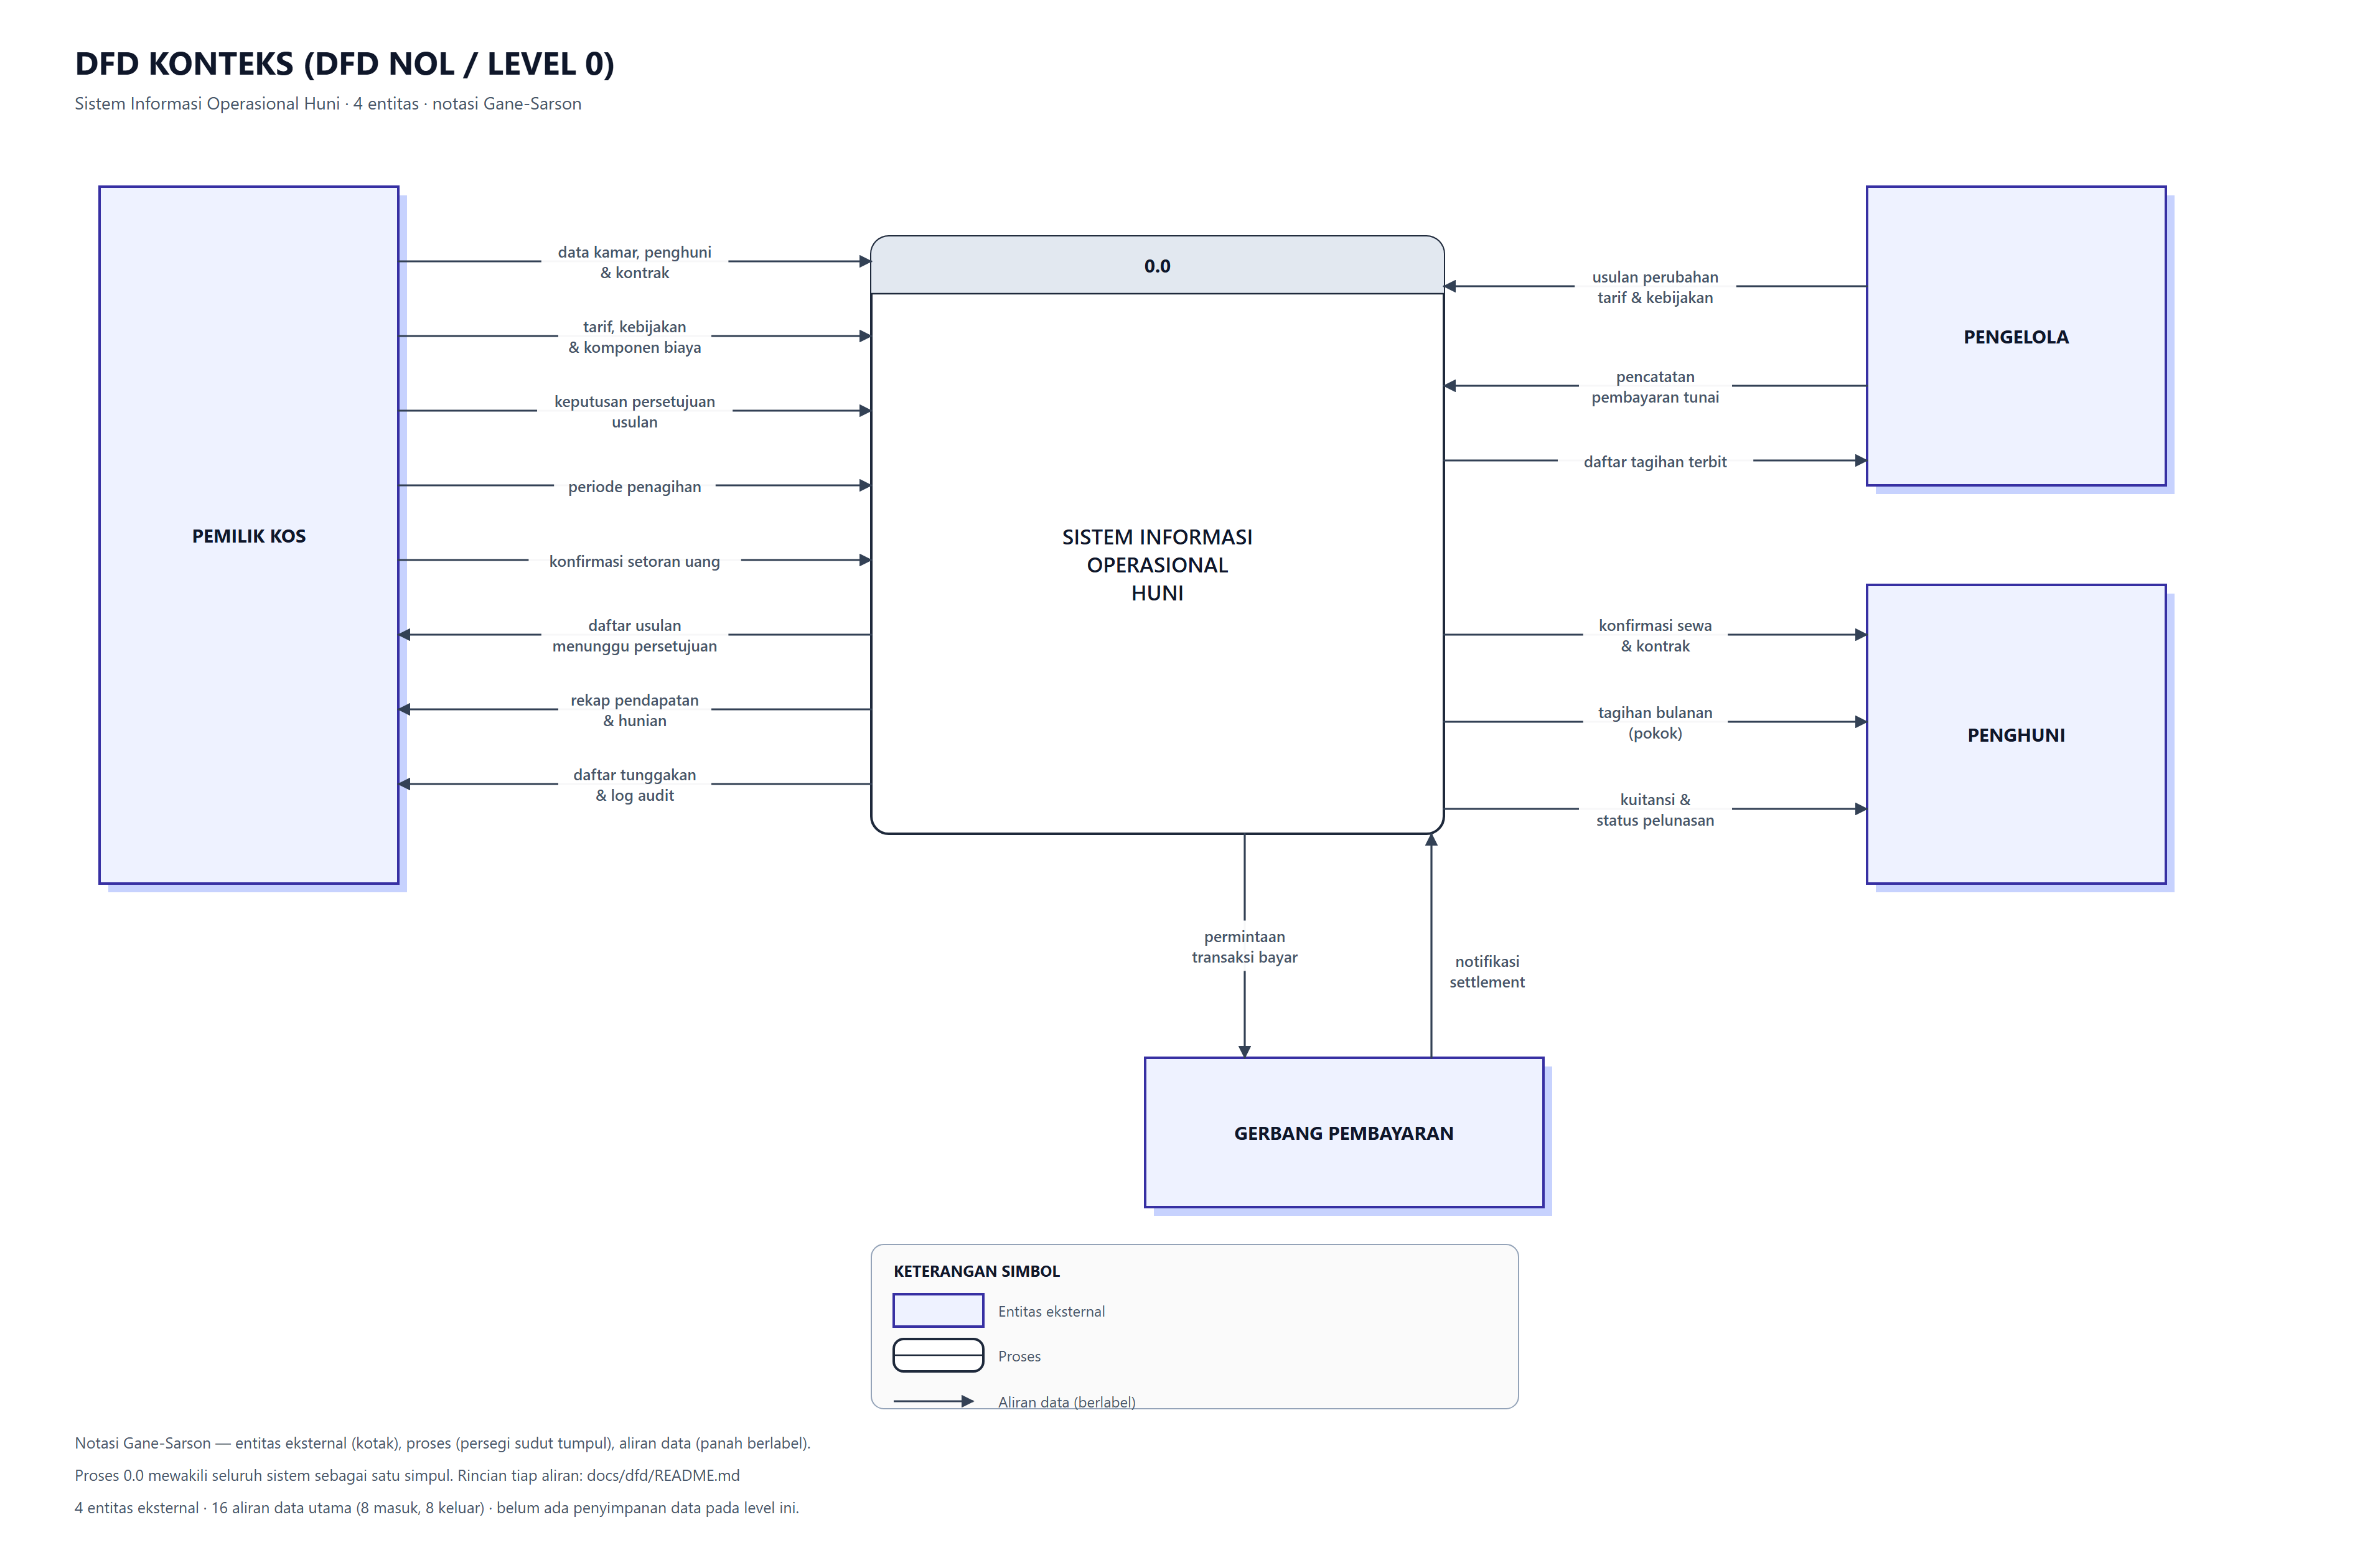 DFD KONTEKS (DFD NOL / LEVEL 0)
Sistem Informasi Operasional Huni · 4 entitas · notasi Gane-Sarson
PEMILIK KOS
data kamar, penghuni
& kontrak
tarif, kebijakan
& komponen biaya
keputusan persetujuan
usulan
periode penagihan
konfirmasi setoran uang
daftar usulan
menunggu persetujuan
rekap pendapatan
& hunian
daftar tunggakan
& log audit
0.0
SISTEM INFORMASI
OPERASIONAL
HUNI
usulan perubahan
tarif & kebijakan
pencatatan
pembayaran tunai
daftar tagihan terbit
PENGELOLA
konfirmasi sewa
& kontrak
tagihan bulanan
(pokok)
kuitansi &
status pelunasan
PENGHUNI
permintaan
transaksi bayar
notifikasi
settlement
GERBANG PEMBAYARAN
KETERANGAN SIMBOL
Entitas eksternal
Proses
Aliran data (berlabel)
Notasi Gane-Sarson — entitas eksternal (kotak), proses (persegi sudut tumpul), aliran data (panah berlabel).
Proses 0.0 mewakili seluruh sistem sebagai satu simpul. Rincian tiap aliran: docs/dfd/README.md
4 entitas eksternal · 16 aliran data utama (8 masuk, 8 keluar) · belum ada penyimpanan data pada level ini.